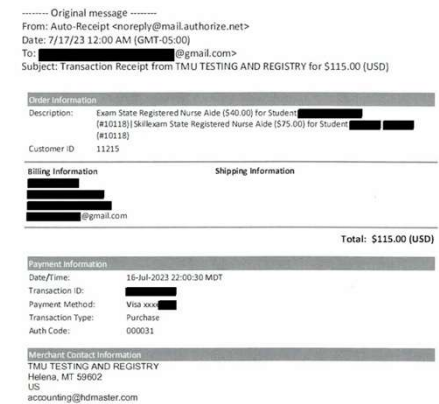 -------- Original message --------
From: Auto-Receipt <noreply@mail.authorize.net>
Date: 7/17/23 12:00 AM (GMT-05:00)
To: @gmail.com>
Subject: Transaction Receipt from TMU TESTING AND REGISTRY for $115.00 (USD)
Order Information
Description: Exam State Registered Nurse Aide ($40.00) for Student
(#10118)|Skillexam State Registered Nurse Aide ($75.00) for Student
(#10118)
Customer ID 11215
Billing Information Shipping Information
@gmail.com
Total: $115.00 (USD)
Payment Information
Date/Time: 16-Jul-2023 22:00:30 MDT
Transaction ID:
Payment Method: Visa xxxx
Transaction Type: Purchase
Auth Code: 000031
Merchant Contact Information
TMU TESTING AND REGISTRY
Helena, MT 59602
US
accounting@hdmaster.com